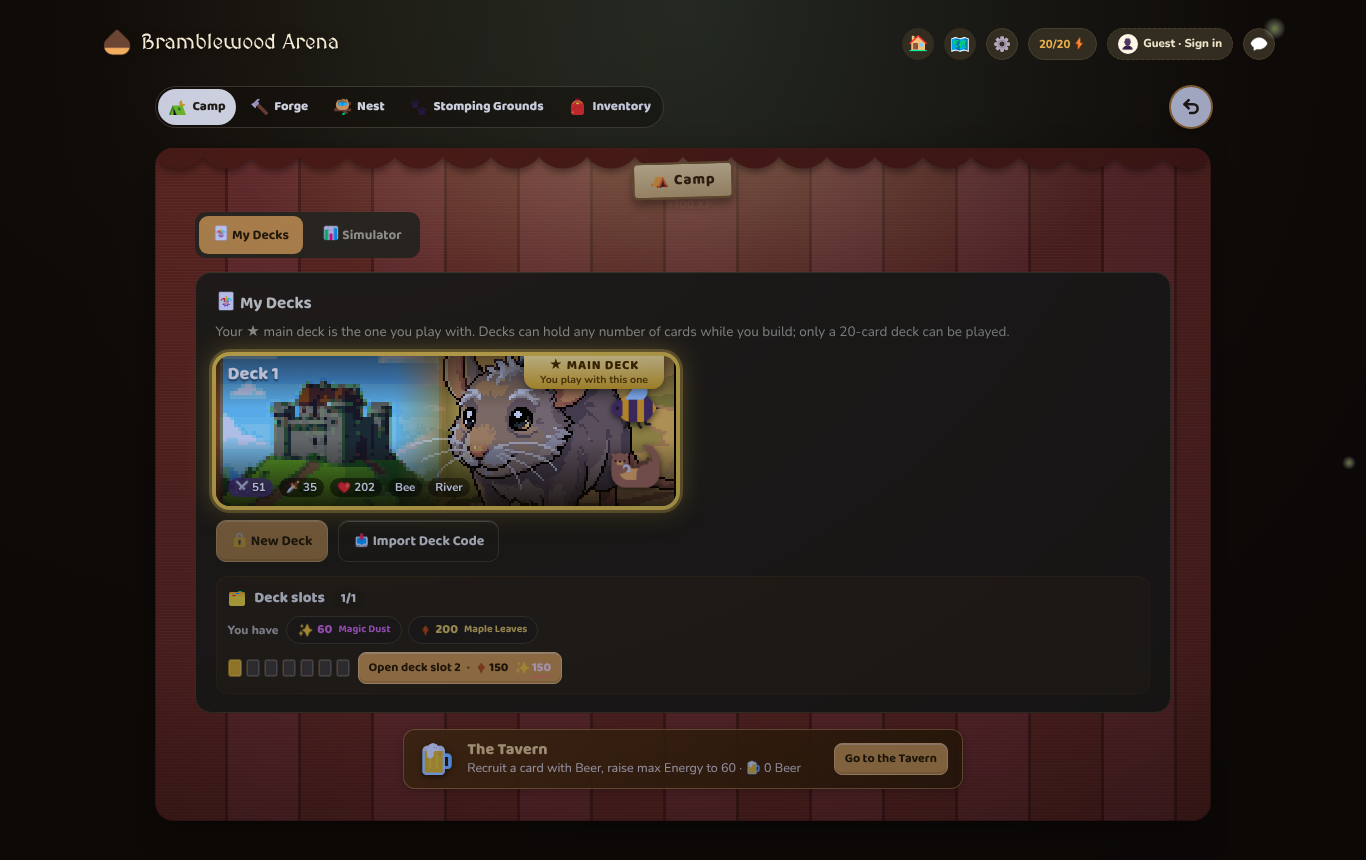 Bramblewood Arena
20/20
Guest · Sign in
Camp
Forge
Nest
Stomping Grounds
Inventory
Camp
My Decks
Simulator
My Decks
Your ★ main deck is the one you play with. Decks can hold any number of cards while you build; only a 20-card deck can be played.
Deck 1
★ MAIN DECK
You play with this one
51
35
202
Bee
River
New Deck
Import Deck Code
Deck slots 1/1
You have
60 Magic Dust
200 Maple Leaves
Open deck slot 2 · 150 150
The Tavern
Recruit a card with Beer, raise max Energy to 60 · 0 Beer
Go to the Tavern